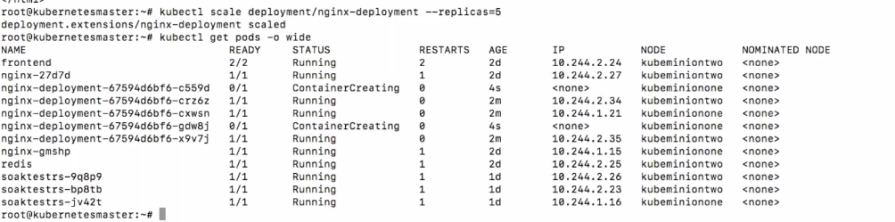 </html>
root@kubernetesmaster:~# kubectl scale deployment/nginx-deployment --replicas=5
deployment.extensions/nginx-deployment scaled
root@kubernetesmaster:~# kubectl get pods -o wide
NAME READY STATUS RESTARTS AGE IP NODE NOMINATED NODE
frontend 2/2 Running 2 2d 10.244.2.24 kubeminiontwo <none>
nginx-27d7d 1/1 Running 1 2d 10.244.2.27 kubeminiontwo <none>
nginx-deployment-67594d6bf6-c559d 0/1 ContainerCreating 0 4s <none> kubeminionone <none>
nginx-deployment-67594d6bf6-crz6z 1/1 Running 0 2m 10.244.2.34 kubeminiontwo <none>
nginx-deployment-67594d6bf6-cxwsn 1/1 Running 0 2m 10.244.1.21 kubeminionone <none>
nginx-deployment-67594d6bf6-gdw8j 0/1 ContainerCreating 0 4s <none> kubeminionone <none>
nginx-deployment-67594d6bf6-x9v7j 1/1 Running 0 2m 10.244.2.35 kubeminiontwo <none>
nginx-gmshp 1/1 Running 1 2d 10.244.1.15 kubeminionone <none>
redis 1/1 Running 1 2d 10.244.2.25 kubeminiontwo <none>
soaktestrs-9q8p9 1/1 Running 1 1d 10.244.2.26 kubeminiontwo <none>
soaktestrs-bp8tb 1/1 Running 1 1d 10.244.2.23 kubeminiontwo <none>
soaktestrs-jv42t 1/1 Running 1 1d 10.244.1.16 kubeminionone <none>
root@kubernetesmaster:~#